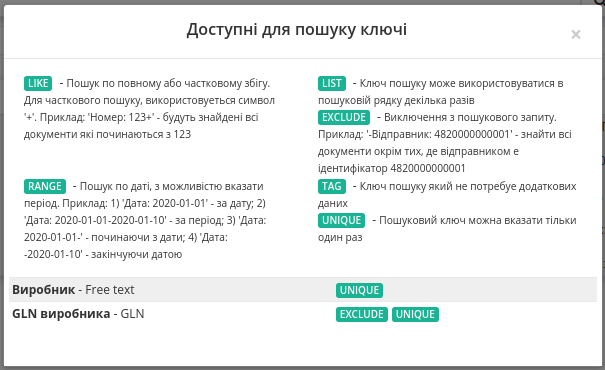 Доступні для пошуку ключі
×
LIKE - Пошук по повному або частковому збігу.
Для часткового пошуку, використовується символ
'+'. Приклад: 'Номер: 123+' - будуть знайдені всі
документи які починаються з 123
LIST - Ключ пошуку може використовуватися в
пошуковій рядку декілька разів
EXCLUDE - Виключення з пошукового запиту.
Приклад: '-Відправник: 4820000000001' - знайти всі
документи окрім тих, де відправником е
ідентифікатор 4820000000001
RANGE - Пошук по даті, з можливістю вказати
період. Приклад: 1) 'Дата: 2020-01-01' - за дату; 2)
'Дата: 2020-01-01-2020-01-10' - за період; 3) 'Дата:
2020-01-01-' - починаючи з дати; 4) 'Дата:
-2020-01-10' - закінчуючи датою
TAG - Ключ пошуку який не потребує додаткових
даних
UNIQUE - Пошуковий ключ можна вказати тільки
один раз
Виробник - Free text UNIQUE
GLN виробника - GLN EXCLUDE UNIQUE